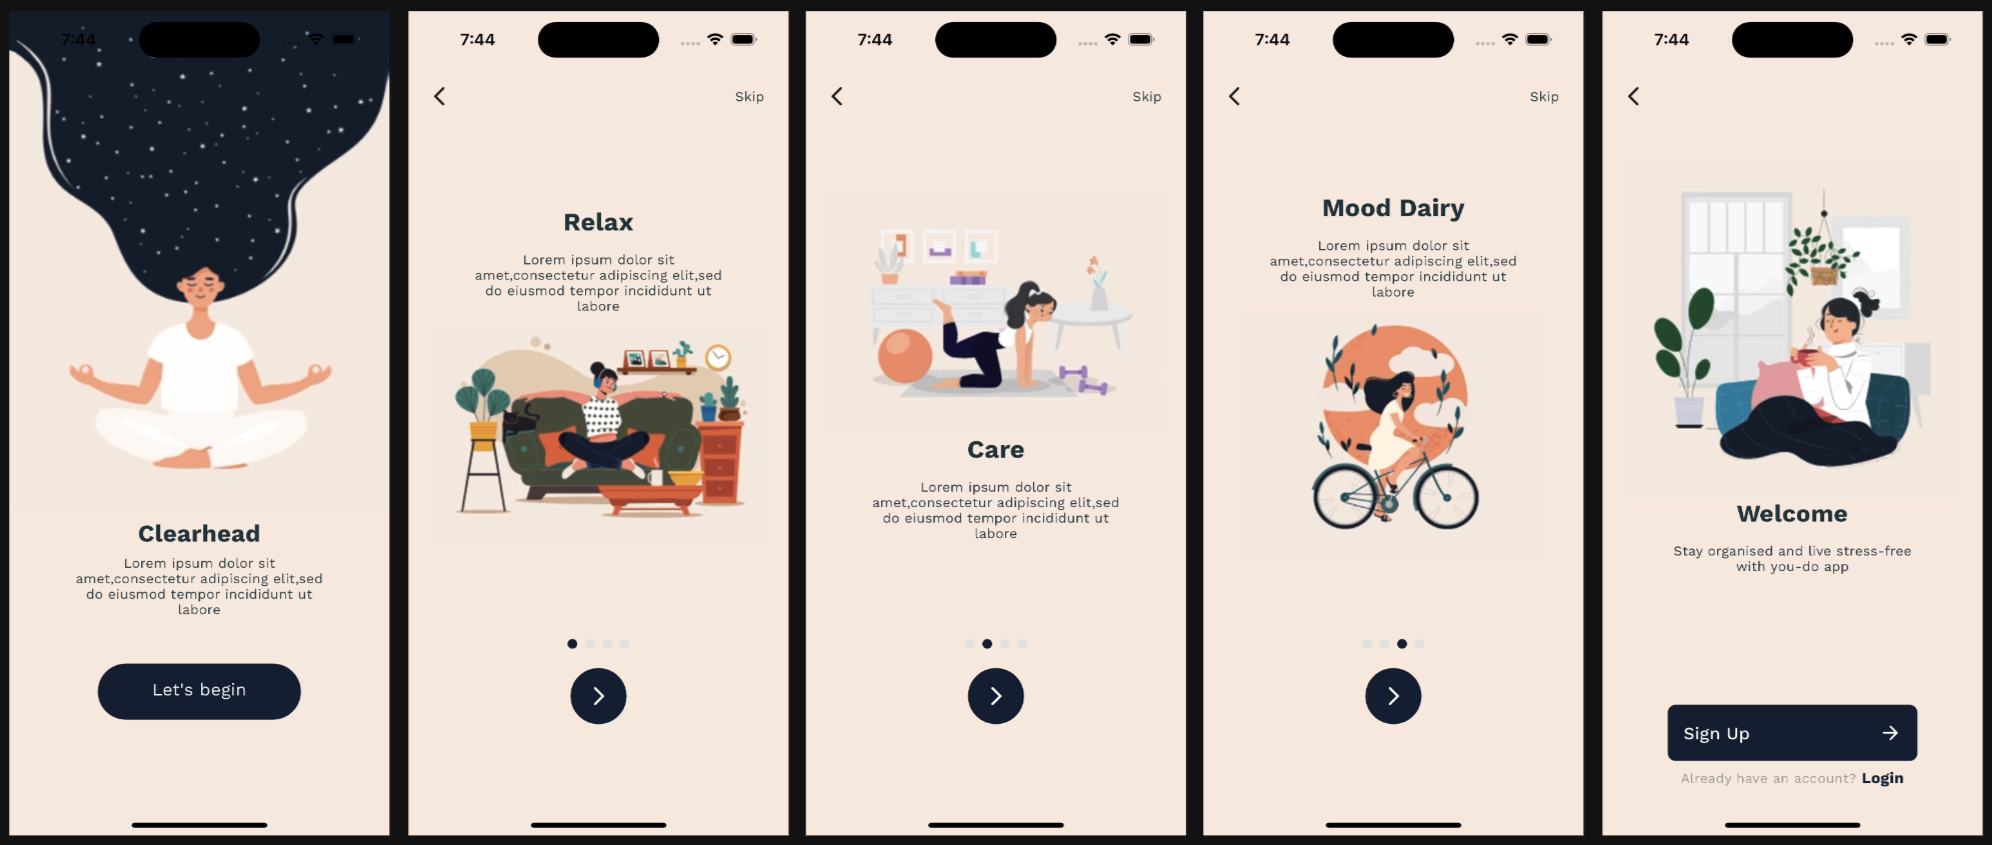 7:44
Clearhead
Lorem ipsum dolor sit
amet,consectetur adipiscing elit,sed
do eiusmod tempor incididunt ut
labore
Let's begin
7:44
Skip
Relax
Lorem ipsum dolor sit
amet,consectetur adipiscing elit,sed
do eiusmod tempor incididunt ut
labore
7:44
Skip
Care
Lorem ipsum dolor sit
amet,consectetur adipiscing elit,sed
do eiusmod tempor incididunt ut
labore
7:44
Skip
Mood Dairy
Lorem ipsum dolor sit
amet,consectetur adipiscing elit,sed
do eiusmod tempor incididunt ut
labore
7:44
Welcome
Stay organised and live stress-free
with you-do app
Sign Up
Already have an account? Login